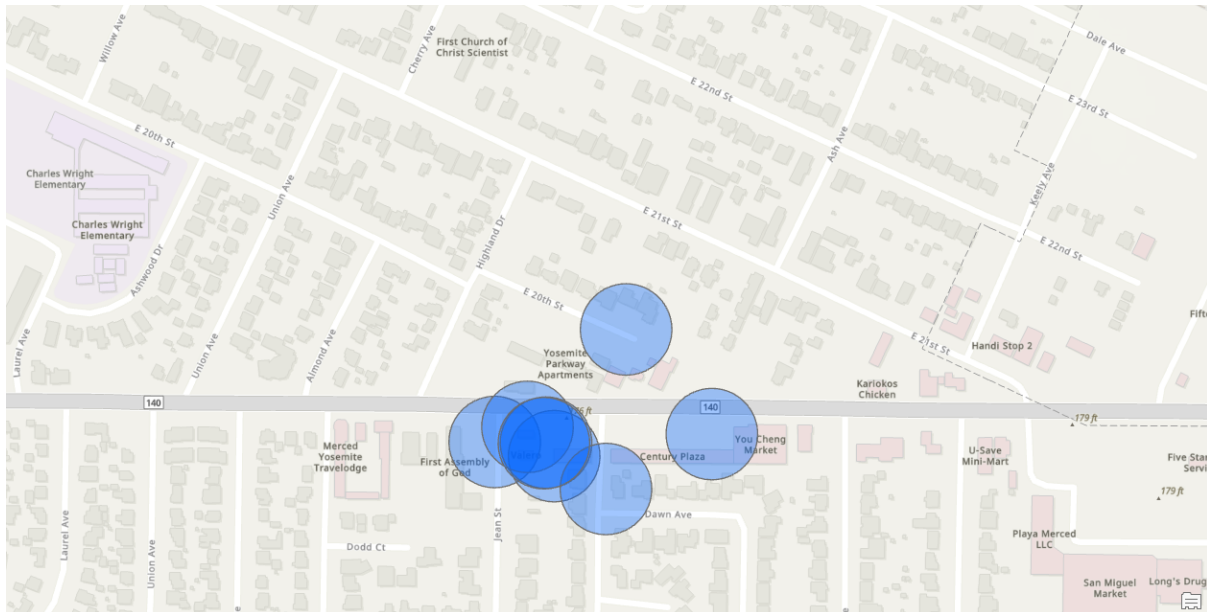 Willow Ave
Cherry Ave
First Church of
Christ Scientist
Dale Ave
E 22nd St
E 23rd St
E 20th St
Charles Wright
Elementary
Ash Ave
Union Ave
Keely Ave
Charles Wright
Elementary
E 21st St
Highland Dr
Ashwood Dr
E 22nd St
E 20th St
Laurel Ave
Union Ave
Almond Ave
E 21st St
Handi Stop 2
Yosemite
Parkway
Apartments
Kariokos
Chicken
140
140
179 ft
Merced
Yosemite
Travelodge
First Assembly
of God
Valero
Century Plaza
You Cheng
Market
U-Save
Mini-Mart
Five Star
179 ft
Laurel Ave
Union Ave
Jean St
Dawn Ave
Dodd Ct
Playa Merced
LLC
San Miguel
Market
Long's Drug